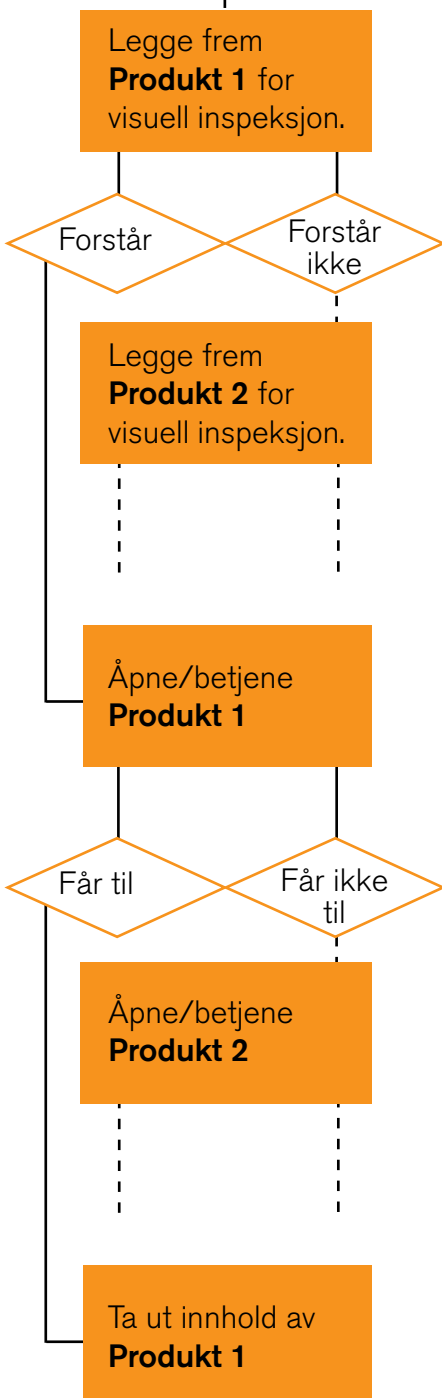 Legge frem
Produkt 1 for
visuell inspeksjon.
Forstår
Forstår
ikke
Legge frem
Produkt 2 for
visuell inspeksjon.
Åpne/betjene
Produkt 1
Får til
Får ikke
til
Åpne/betjene
Produkt 2
Ta ut innhold av
Produkt 1